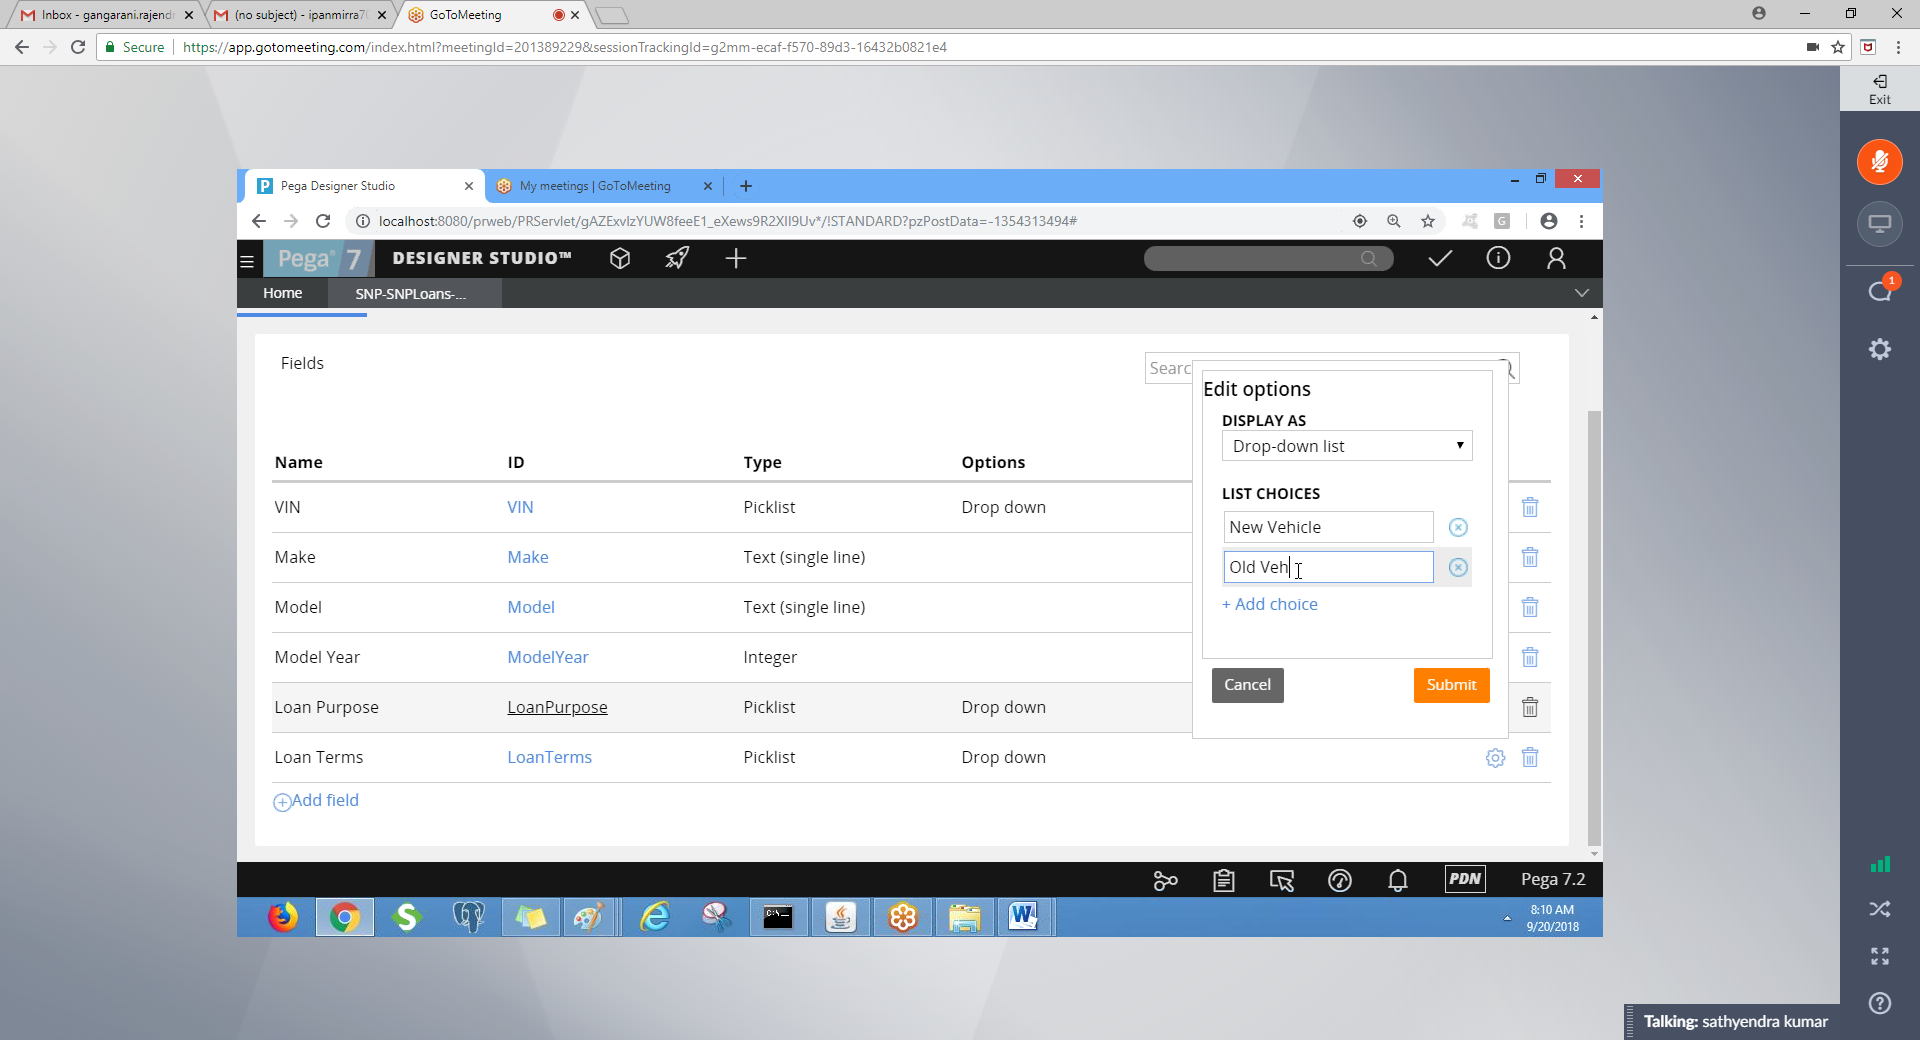 Inbox - gangarani.rajend
(no subject) - ipanmirra70
GoToMeeting
Secure
https://app.gotomeeting.com/index.html?meetingId=201389229&sessionTrackingId=g2mm-ecaf-f570-89d3-16432b0821e4
Exit
Pega Designer Studio
My meetings | GoToMeeting
localhost:8080/prweb/PRServlet/gAZExvIzYUW8feeE1_eXews9R2XII9Uv*/!STANDARD?pzPostData=-1354313494#
Pega 7
DESIGNER STUDIO™
1
Home
SNP-SNPLoans-...
Fields
Searc
Edit options
DISPLAY AS
Drop-down list
LIST CHOICES
New Vehicle
Old Veh
+ Add choice
Cancel
Submit
Name ID Type Options
VIN VIN Picklist Drop down
Make Make Text (single line)
Model Model Text (single line)
Model Year ModelYear Integer
Loan Purpose LoanPurpose Picklist Drop down
Loan Terms LoanTerms Picklist Drop down
Add field
PDN
Pega 7.2
8:10 AM
9/20/2018
Talking: sathyendra kumar